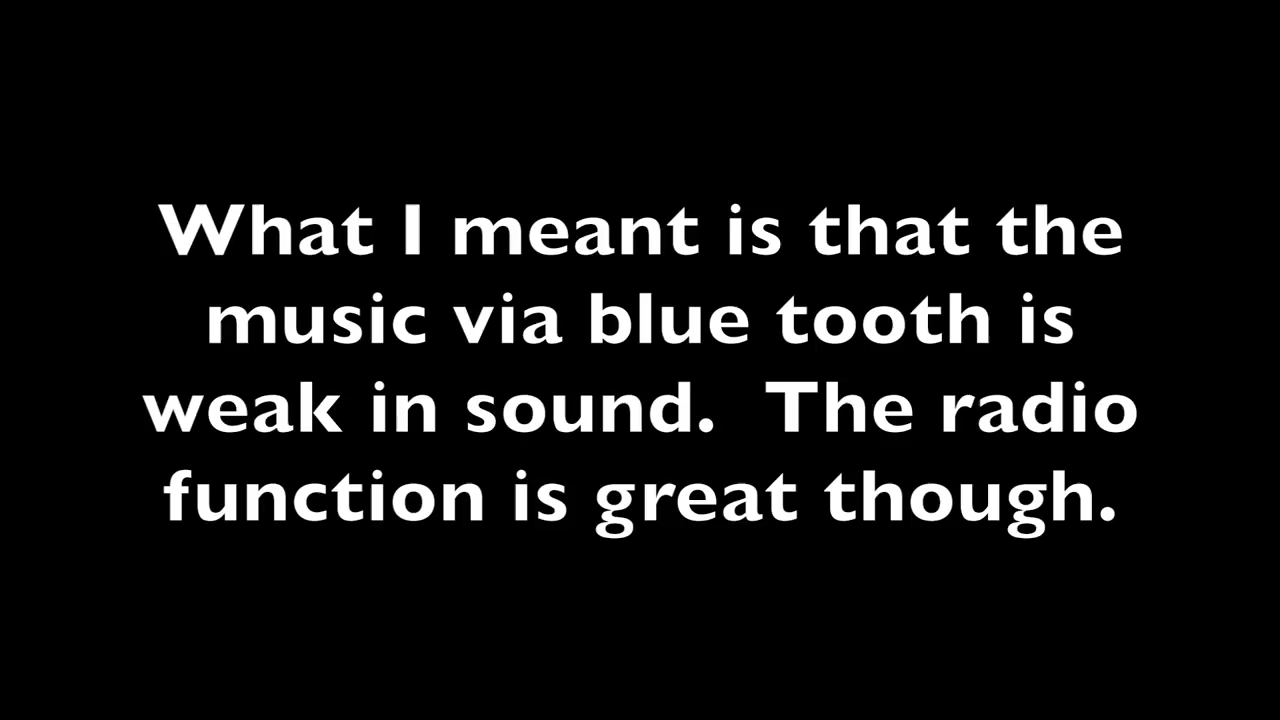 What I meant is that the
music via blue tooth is
weak in sound.  The radio
function is great though.